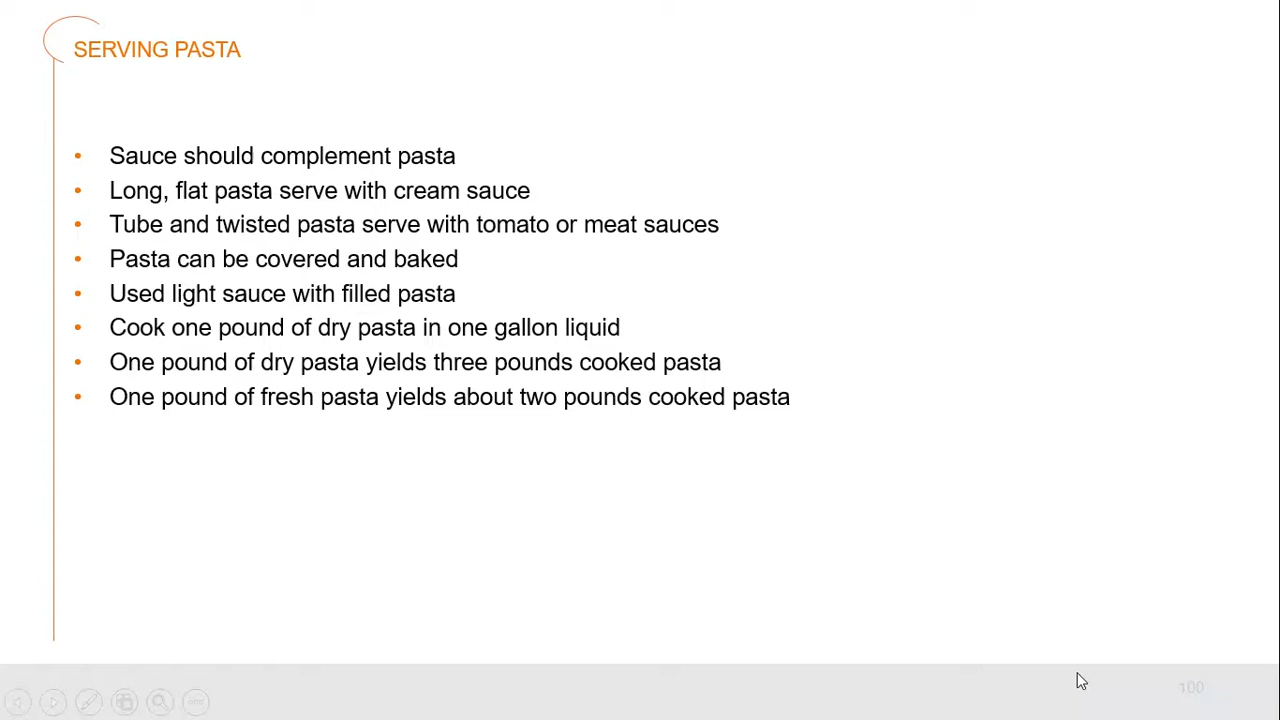 SERVING PASTA
• Sauce should complement pasta
• Long, flat pasta serve with cream sauce
• Tube and twisted pasta serve with tomato or meat sauces
• Pasta can be covered and baked
• Used light sauce with filled pasta
• Cook one pound of dry pasta in one gallon liquid
• One pound of dry pasta yields three pounds cooked pasta
• One pound of fresh pasta yields about two pounds cooked pasta
100